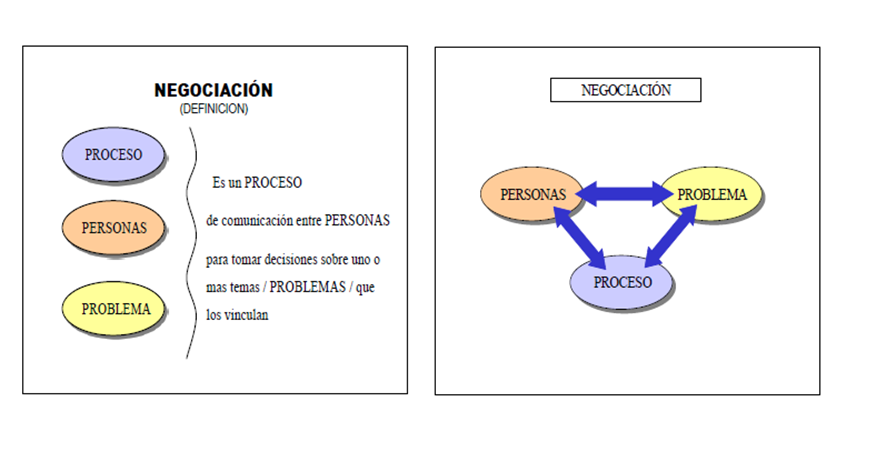 NEGOCIACIÓN
(DEFINICION)
PROCESO
PERSONAS
PROBLEMA
Es un PROCESO
de comunicación entre PERSONAS
para tomar decisiones sobre uno o
mas temas / PROBLEMAS / que
los vinculan
NEGOCIACIÓN
PERSONAS
PROBLEMA
PROCESO